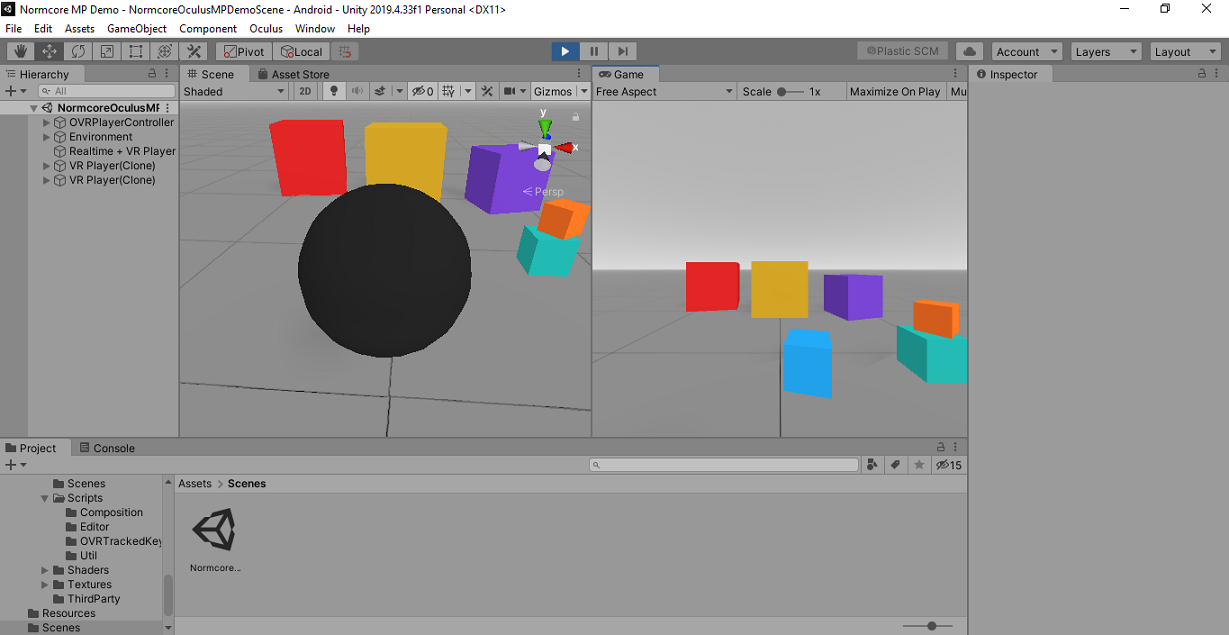 Normcore MP Demo - NormcoreOculusMPDemoScene - Android - Unity 2019.4.33f1 Personal <DX11>
File Edit Assets GameObject Component Oculus Window Help
Pivot Local Plastic SCM Account Layers Layout
Hierarchy
All
NormcoreOculusMF
OVRPlayerController
Environment
Realtime + VR Player
VR Player(Clone)
VR Player(Clone)
Scene Asset Store
Shaded 2D 0 Gizmos
y
x
Persp
Game
Free Aspect Scale 1x Maximize On Play Mu
Inspector
Project Console
15
Scenes
Scripts
Composition
Editor
OVRTrackedKey
Util
Shaders
Textures
ThirdParty
Resources
Scenes
Assets > Scenes
Normcore...